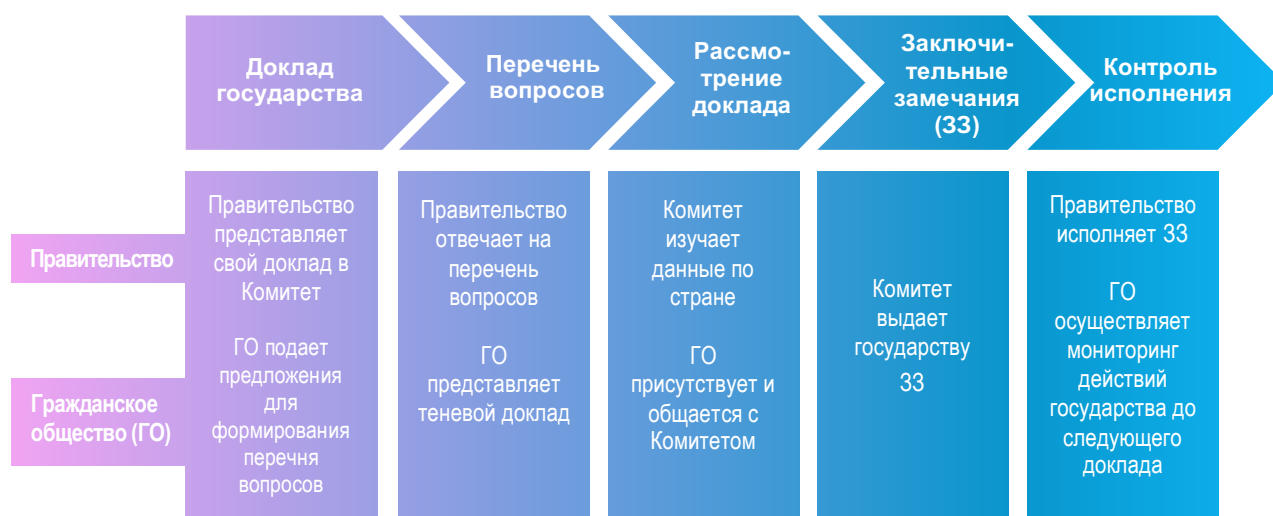 Доклад
государства
Перечень
вопросов
Рассмо-
трение
доклада
Заключи-
тельные
замечания
(ЗЗ)
Контроль
исполнения
Правительство
Гражданское
общество (ГО)
Правительство
представляет
свой доклад в
Комитет
ГО подает
предложения
для
формирования
перечня
вопросов
Правительство
отвечает на
перечень
вопросов
ГО
представляет
теневой доклад
Комитет
изучает
данные по
стране
ГО
присутствует и
общается с
Комитетом
Комитет
выдает
государству
ЗЗ
Правительство
исполняет ЗЗ
ГО
осуществляет
мониторинг
действий
государства до
следующего
доклада